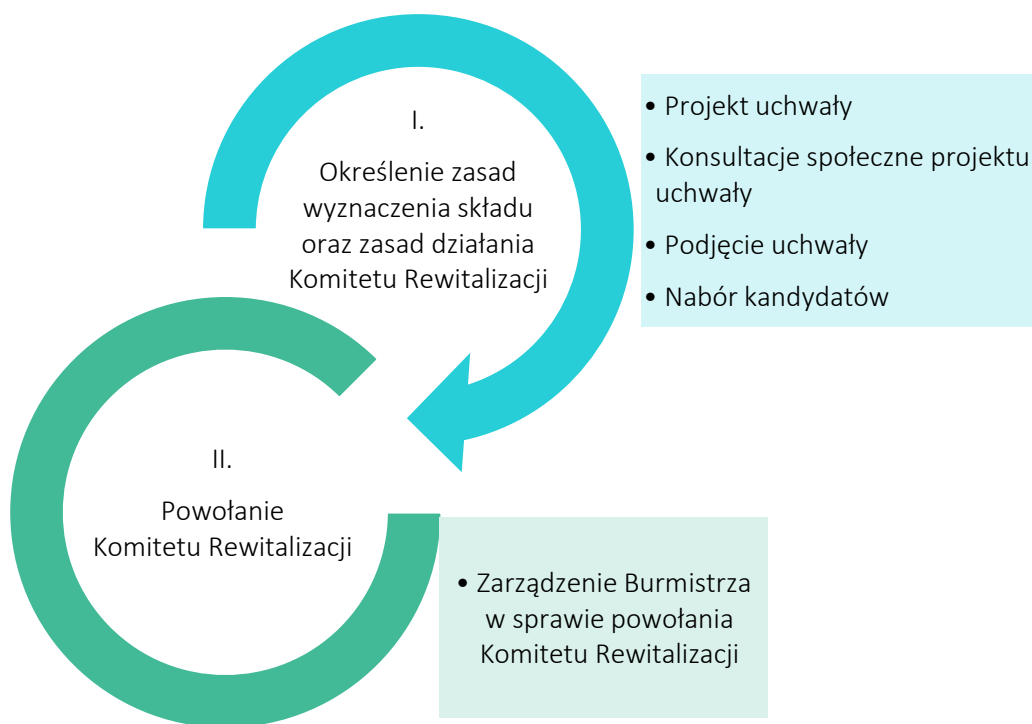 I.
Określenie zasad
wyznaczenia składu
oraz zasad działania
Komitetu Rewitalizacji
• Projekt uchwały
• Konsultacje społeczne projektu
uchwały
• Podjęcie uchwały
• Nabór kandydatów
II.
Powołanie
Komitetu Rewitalizacji
• Zarządzenie Burmistrza
w sprawie powołania
Komitetu Rewitalizacji